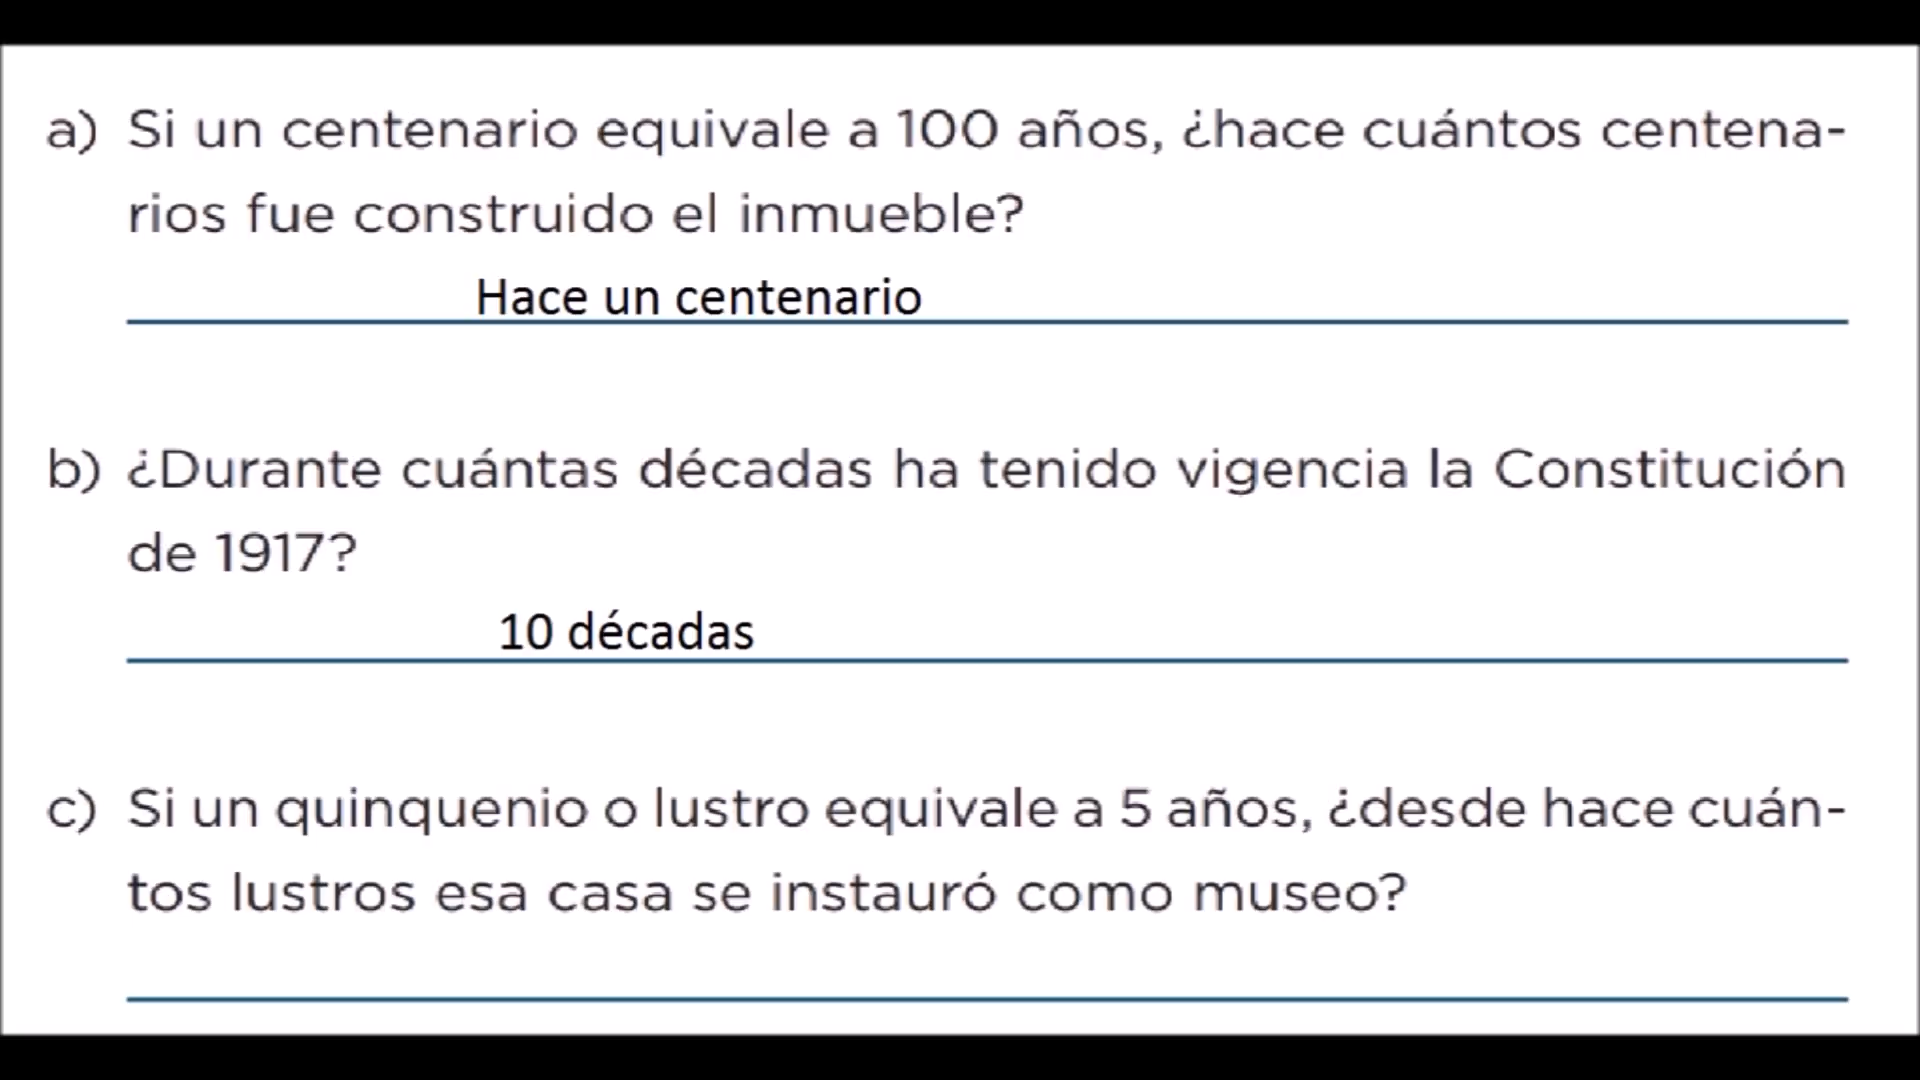 a) Si un centenario equivale a 100 años, ¿hace cuántos centena-
rios fue construido el inmueble?
Hace un centenario
b) ¿Durante cuántas décadas ha tenido vigencia la Constitución
de 1917?
10 décadas
c) Si un quinquenio o lustro equivale a 5 años, ¿desde hace cuán-
tos lustros esa casa se instauró como museo?